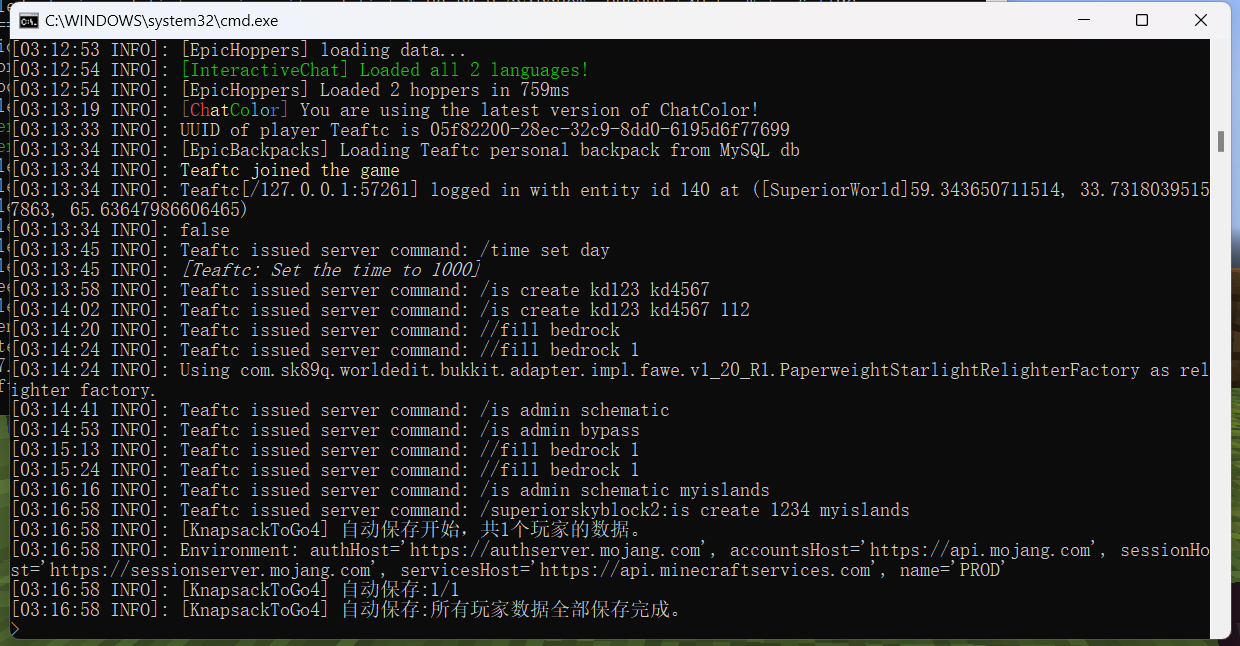 C:\WINDOWS\system32\cmd.exe
[03:12:53 INFO]: [EpicHoppers] loading data...
[03:12:54 INFO]: [InteractiveChat] Loaded all 2 languages!
[03:12:54 INFO]: [EpicHoppers] Loaded 2 hoppers in 759ms
[03:13:19 INFO]: [ChatColor] You are using the latest version of ChatColor!
[03:13:33 INFO]: UUID of player Teaftc is 05f82200-28ec-32c9-8dd0-6195d6f77699
[03:13:34 INFO]: [EpicBackpacks] Loading Teaftc personal backpack from MySQL db
[03:13:34 INFO]: Teaftc joined the game
[03:13:34 INFO]: Teaftc[/127.0.0.1:57261] logged in with entity id 140 at ([SuperiorWorld]59.343650711514, 33.7318039515
7863, 65.63647986606465)
[03:13:34 INFO]: false
[03:13:45 INFO]: Teaftc issued server command: /time set day
[03:13:45 INFO]: [Teaftc: Set the time to 1000]
[03:13:58 INFO]: Teaftc issued server command: /is create kd123 kd4567
[03:14:02 INFO]: Teaftc issued server command: /is create kd123 kd4567 112
[03:14:20 INFO]: Teaftc issued server command: //fill bedrock
[03:14:24 INFO]: Teaftc issued server command: //fill bedrock 1
[03:14:24 INFO]: Using com.sk89q.worldedit.bukkit.adapter.impl.fawe.v1_20_R1.PaperweightStarlightRelighterFactory as rel
ighter factory.
[03:14:41 INFO]: Teaftc issued server command: /is admin schematic
[03:14:53 INFO]: Teaftc issued server command: /is admin bypass
[03:15:13 INFO]: Teaftc issued server command: //fill bedrock 1
[03:15:24 INFO]: Teaftc issued server command: //fill bedrock 1
[03:16:16 INFO]: Teaftc issued server command: /is admin schematic myislands
[03:16:58 INFO]: Teaftc issued server command: /superiorskyblock2:is create 1234 myislands
[03:16:58 INFO]: [KnapsackToGo4] 自动保存开始，共1个玩家的数据。
[03:16:58 INFO]: Environment: authHost='https://authserver.mojang.com', accountsHost='https://api.mojang.com', sessionHo
st='https://sessionserver.mojang.com', servicesHost='https://api.minecraftservices.com', name='PROD'
[03:16:58 INFO]: [KnapsackToGo4] 自动保存:1/1
[03:16:58 INFO]: [KnapsackToGo4] 自动保存:所有玩家数据全部保存完成。
>